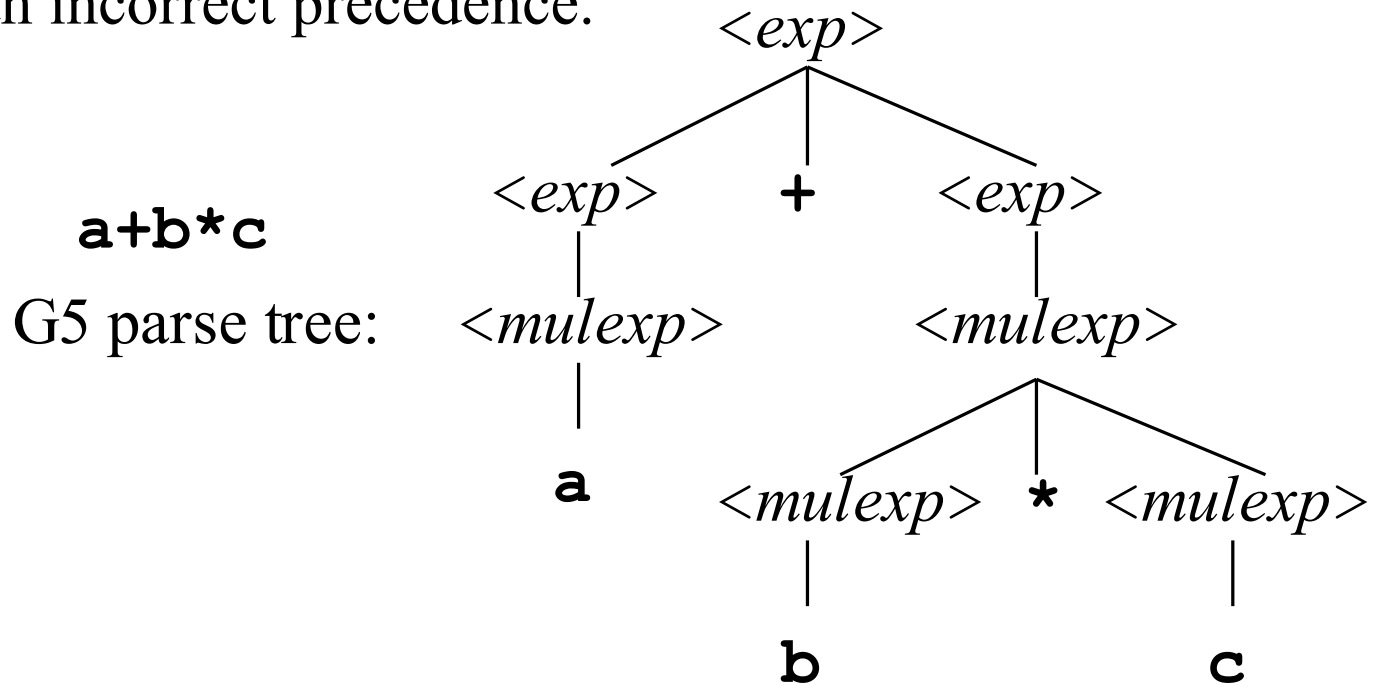 incorrect precedence.
<exp>
<exp> + <exp>
a+b*c
G5 parse tree: <mulexp> <mulexp>
a <mulexp> * <mulexp>
b c